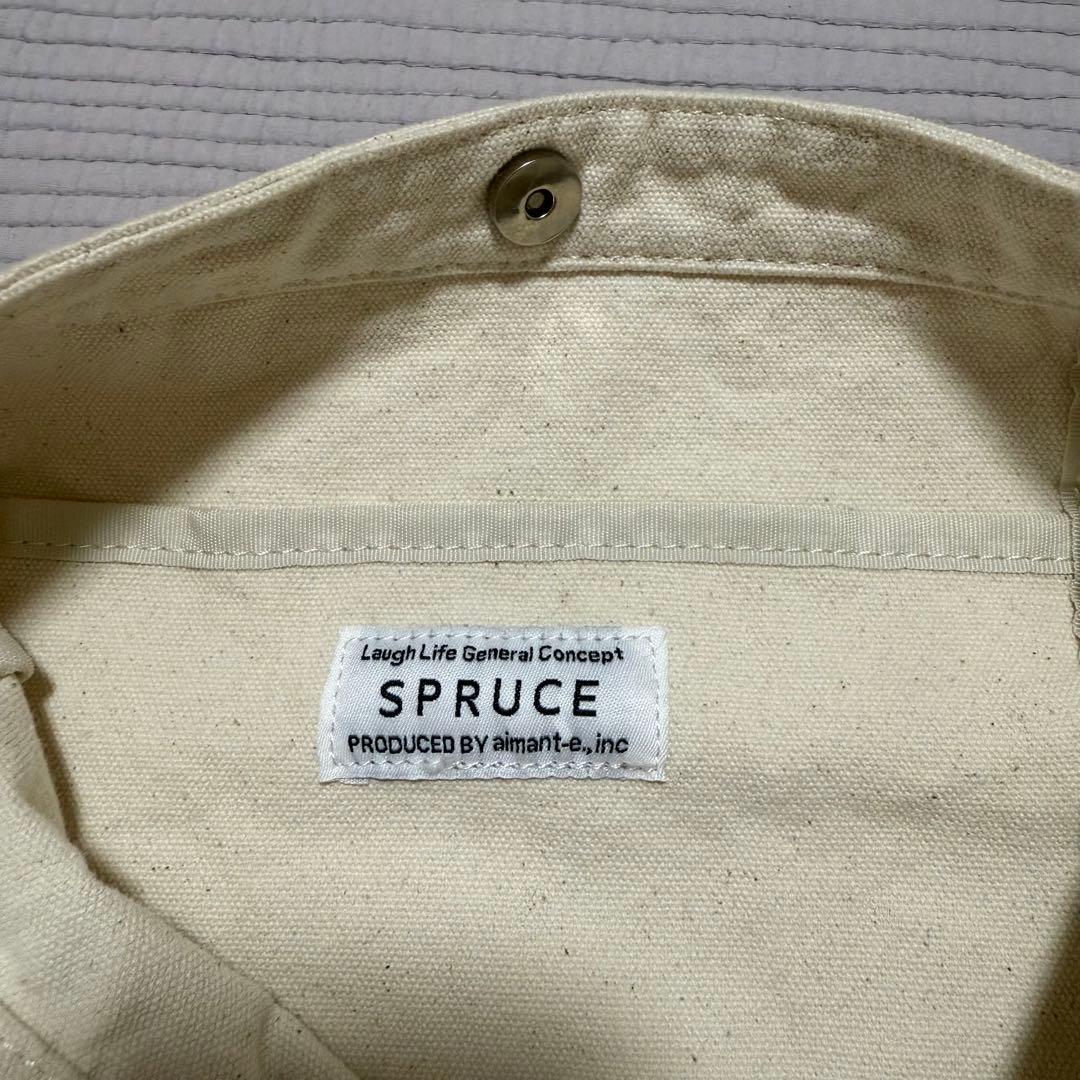 Laugh Life General Concept
SPRUCE
PRODUCED BY aimant-e., inc